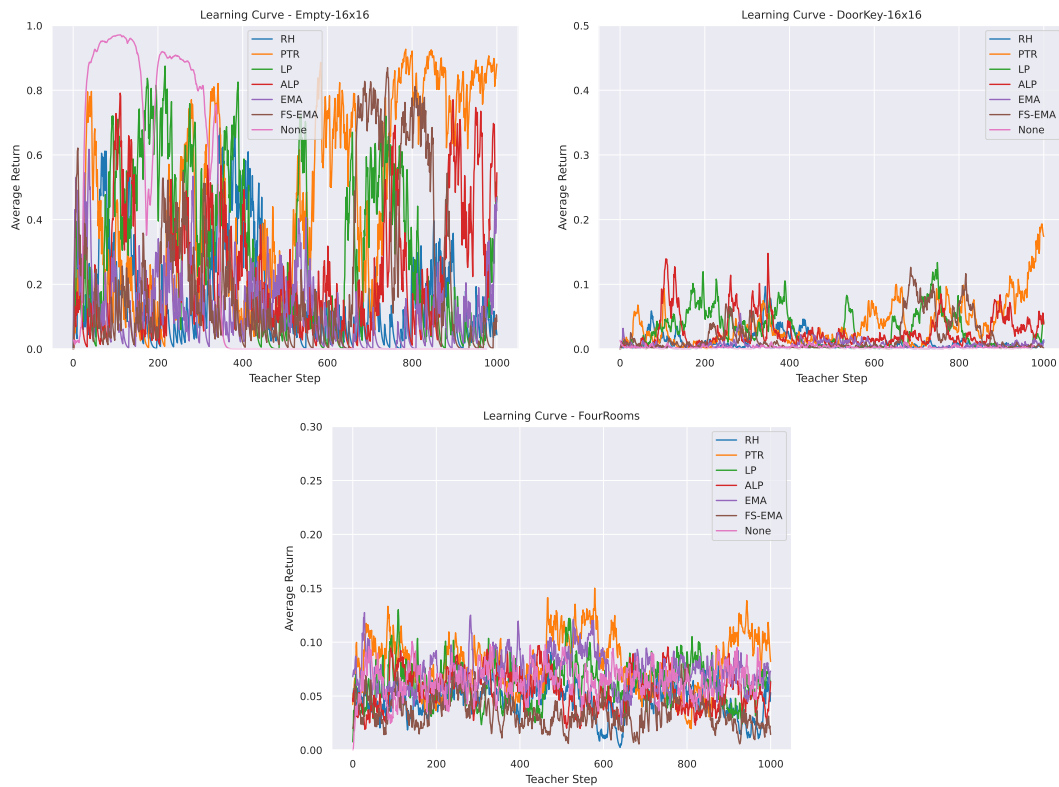 Learning Curve - Empty-16x16
Average Return
1.0
0.8
0.6
0.4
0.2
0.0
0
200
400
600
800
1000
Teacher Step
RH
PTR
LP
ALP
EMA
FS-EMA
None
Learning Curve - DoorKey-16x16
Average Return
0.5
0.4
0.3
0.2
0.1
0.0
0
200
400
600
800
1000
Teacher Step
RH
PTR
LP
ALP
EMA
FS-EMA
None
Learning Curve - FourRooms
Average Return
0.30
0.25
0.20
0.15
0.10
0.05
0.00
0
200
400
600
800
1000
Teacher Step
RH
PTR
LP
ALP
EMA
FS-EMA
None